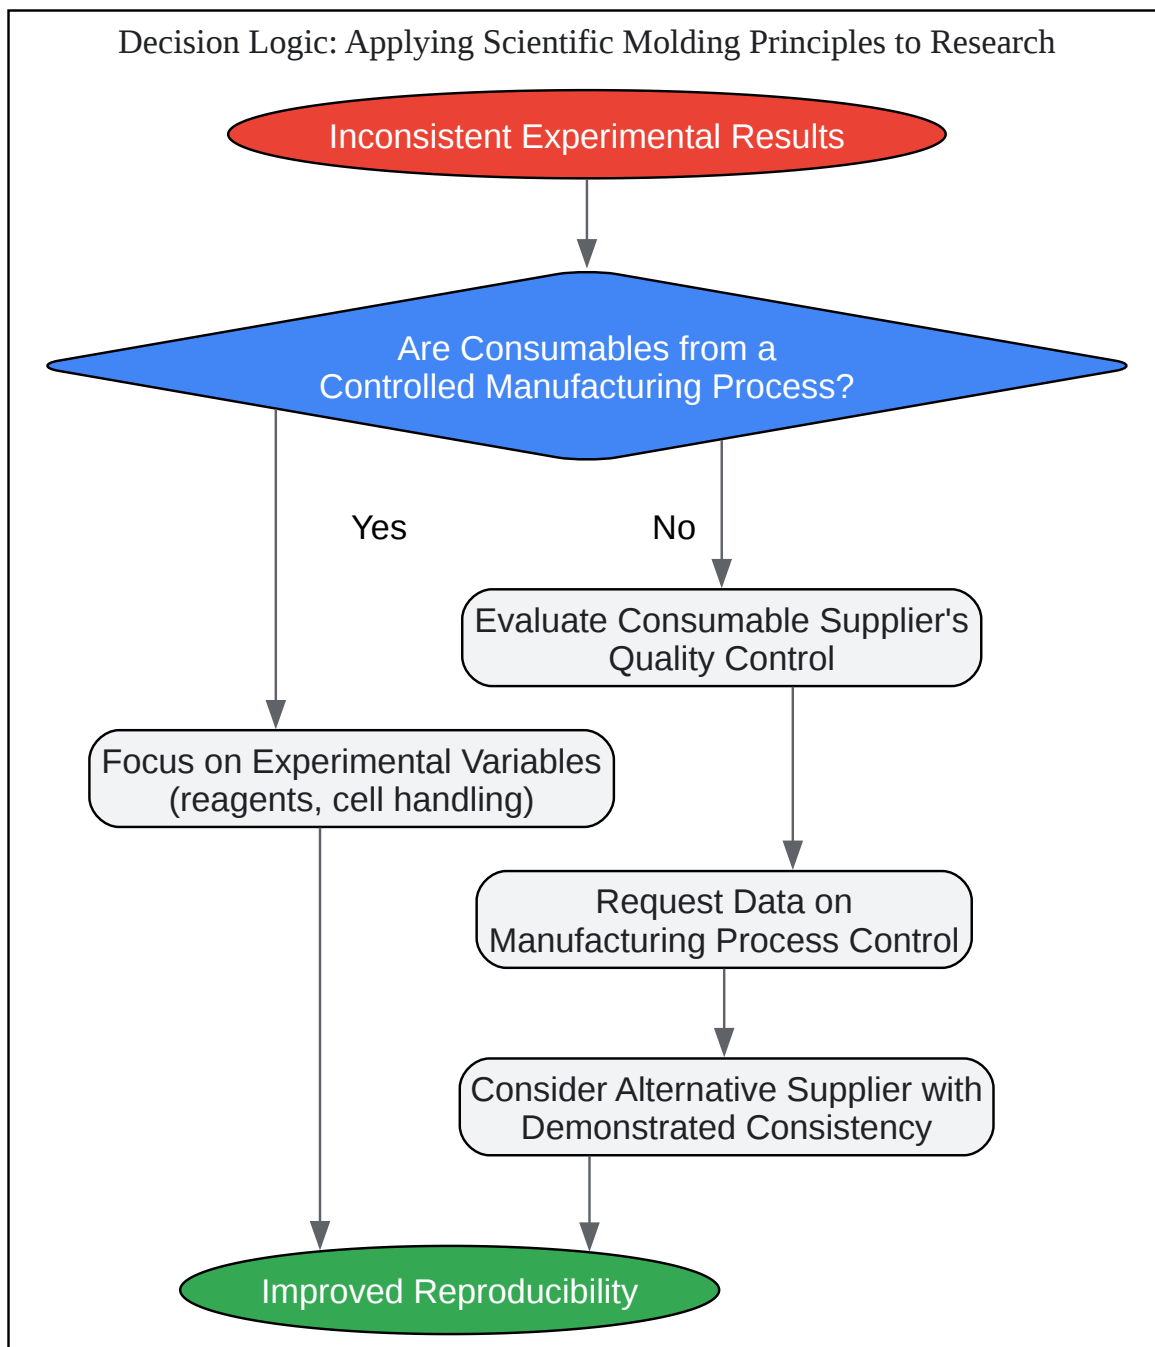 Decision Logic: Applying Scientific Molding Principles to Research
Inconsistent Experimental Results
Are Consumables from a
Controlled Manufacturing Process?
Yes
No
Evaluate Consumable Supplier's
Quality Control
Focus on Experimental Variables
(reagents, cell handling)
Request Data on
Manufacturing Process Control
Consider Alternative Supplier with
Demonstrated Consistency
Improved Reproducibility